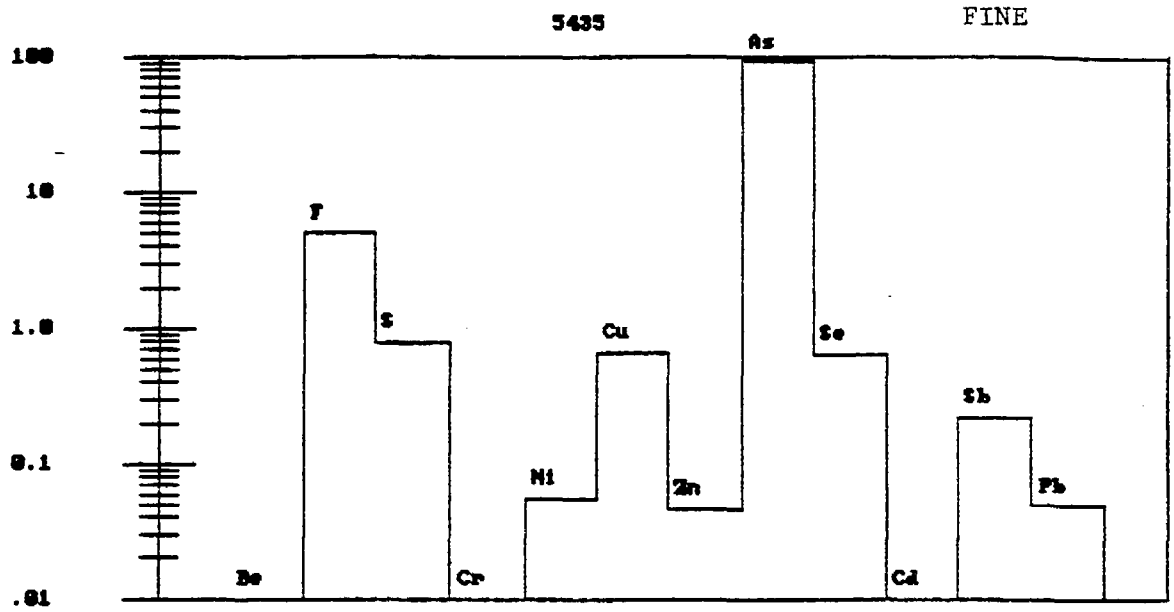 5435 FINE
As
100
10
F
1.0
S Cu Se
Sb
0.1
Ni Zn Pb
Be Cr Cd
.01